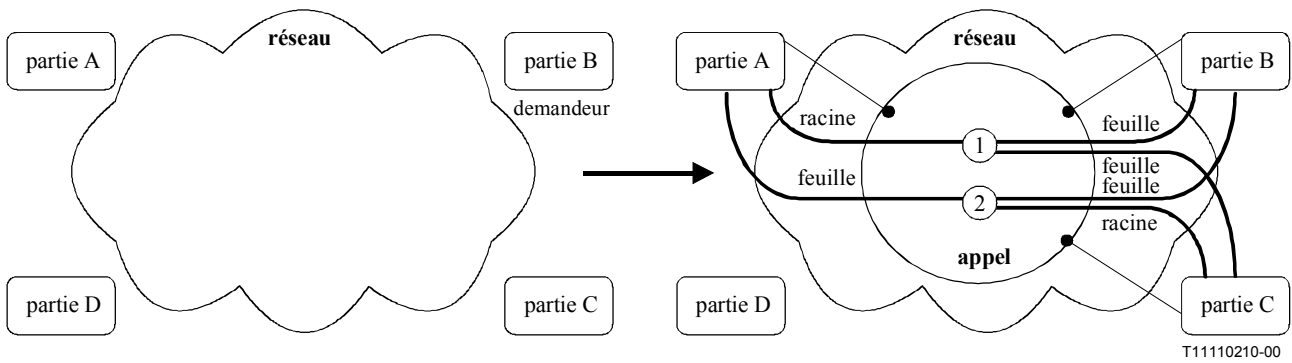 réseau
partie A
partie B
demandeur
partie D
partie C
réseau
partie A
partie B
racine
feuille
1
feuille
feuille
feuille
2
racine
appel
partie D
partie C
T11110210-00